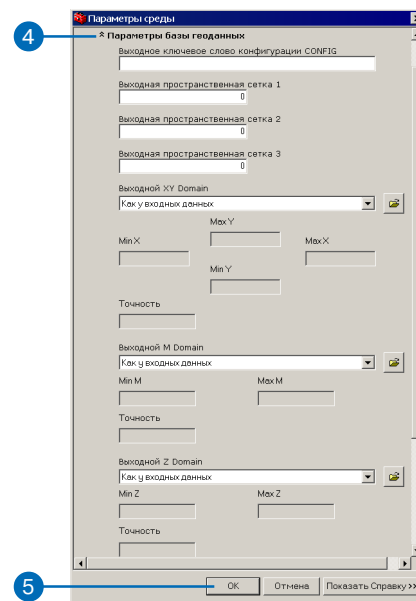 Параметры среды
4
Параметры базы геоданных
Выходное ключевое слово конфигурации CONFIG
Выходная пространственная сетка 1
0
Выходная пространственная сетка 2
0
Выходная пространственная сетка 3
0
Выходной XY Domain
Как у входных данных
Max Y
Min X
Max X
Min Y
Точность
Выходной M Domain
Как у входных данных
Min M
Max M
Точность
Выходной Z Domain
Как у входных данных
Min Z
Max Z
Точность
5
OK
Отмена
Показать Справку >>